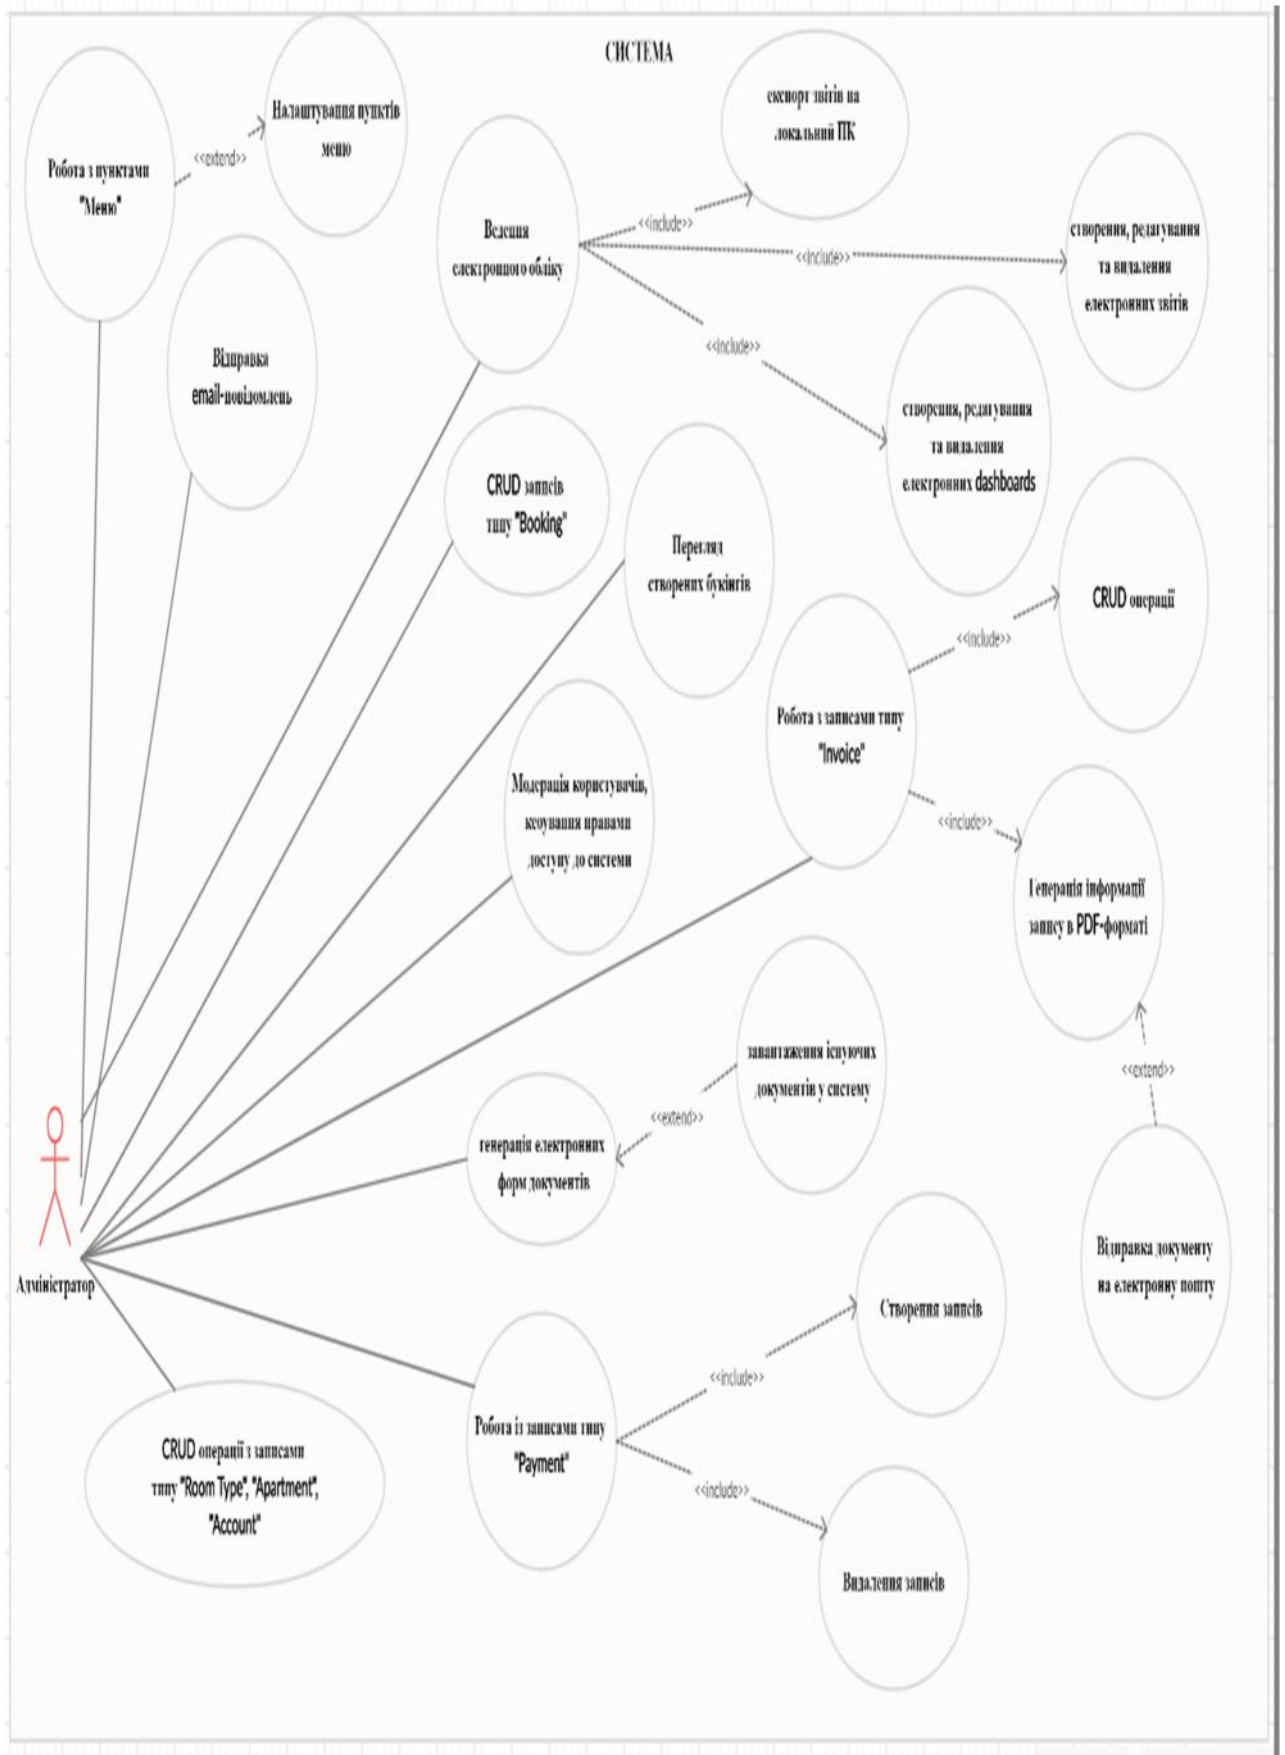 СИСТЕМА
Робота з пунктами
"Меню"
<<extend>>
Налаштування пунктів
меню
Відправка
email-повідомлень
Ведення
електронного обліку
<<include>>
експорт звітів на
локальний ПК
<<include>>
створення, редагування
та видалення
електронних звітів
<<include>>
створення, редагування
та видалення
електронних dashboards
CRUD записів
типу "Booking"
Перегляд
створених букінгів
Робота з записами типу
"Invoice"
<<include>>
CRUD операції
<<include>>
Генерація інформації
запису в PDF-форматі
<<extend>>
Відправка документу
на електронну пошту
Модерація користувачів,
правами
доступу до системи
генерація електронних
форм документів
<<extend>>
завантаження існуючих
документів у систему
Адміністратор
CRUD операції з записами
типу "Room Type", "Apartment",
"Account"
Робота із записами типу
"Payment"
<<include>>
Створення записів
<<include>>
Видалення записів